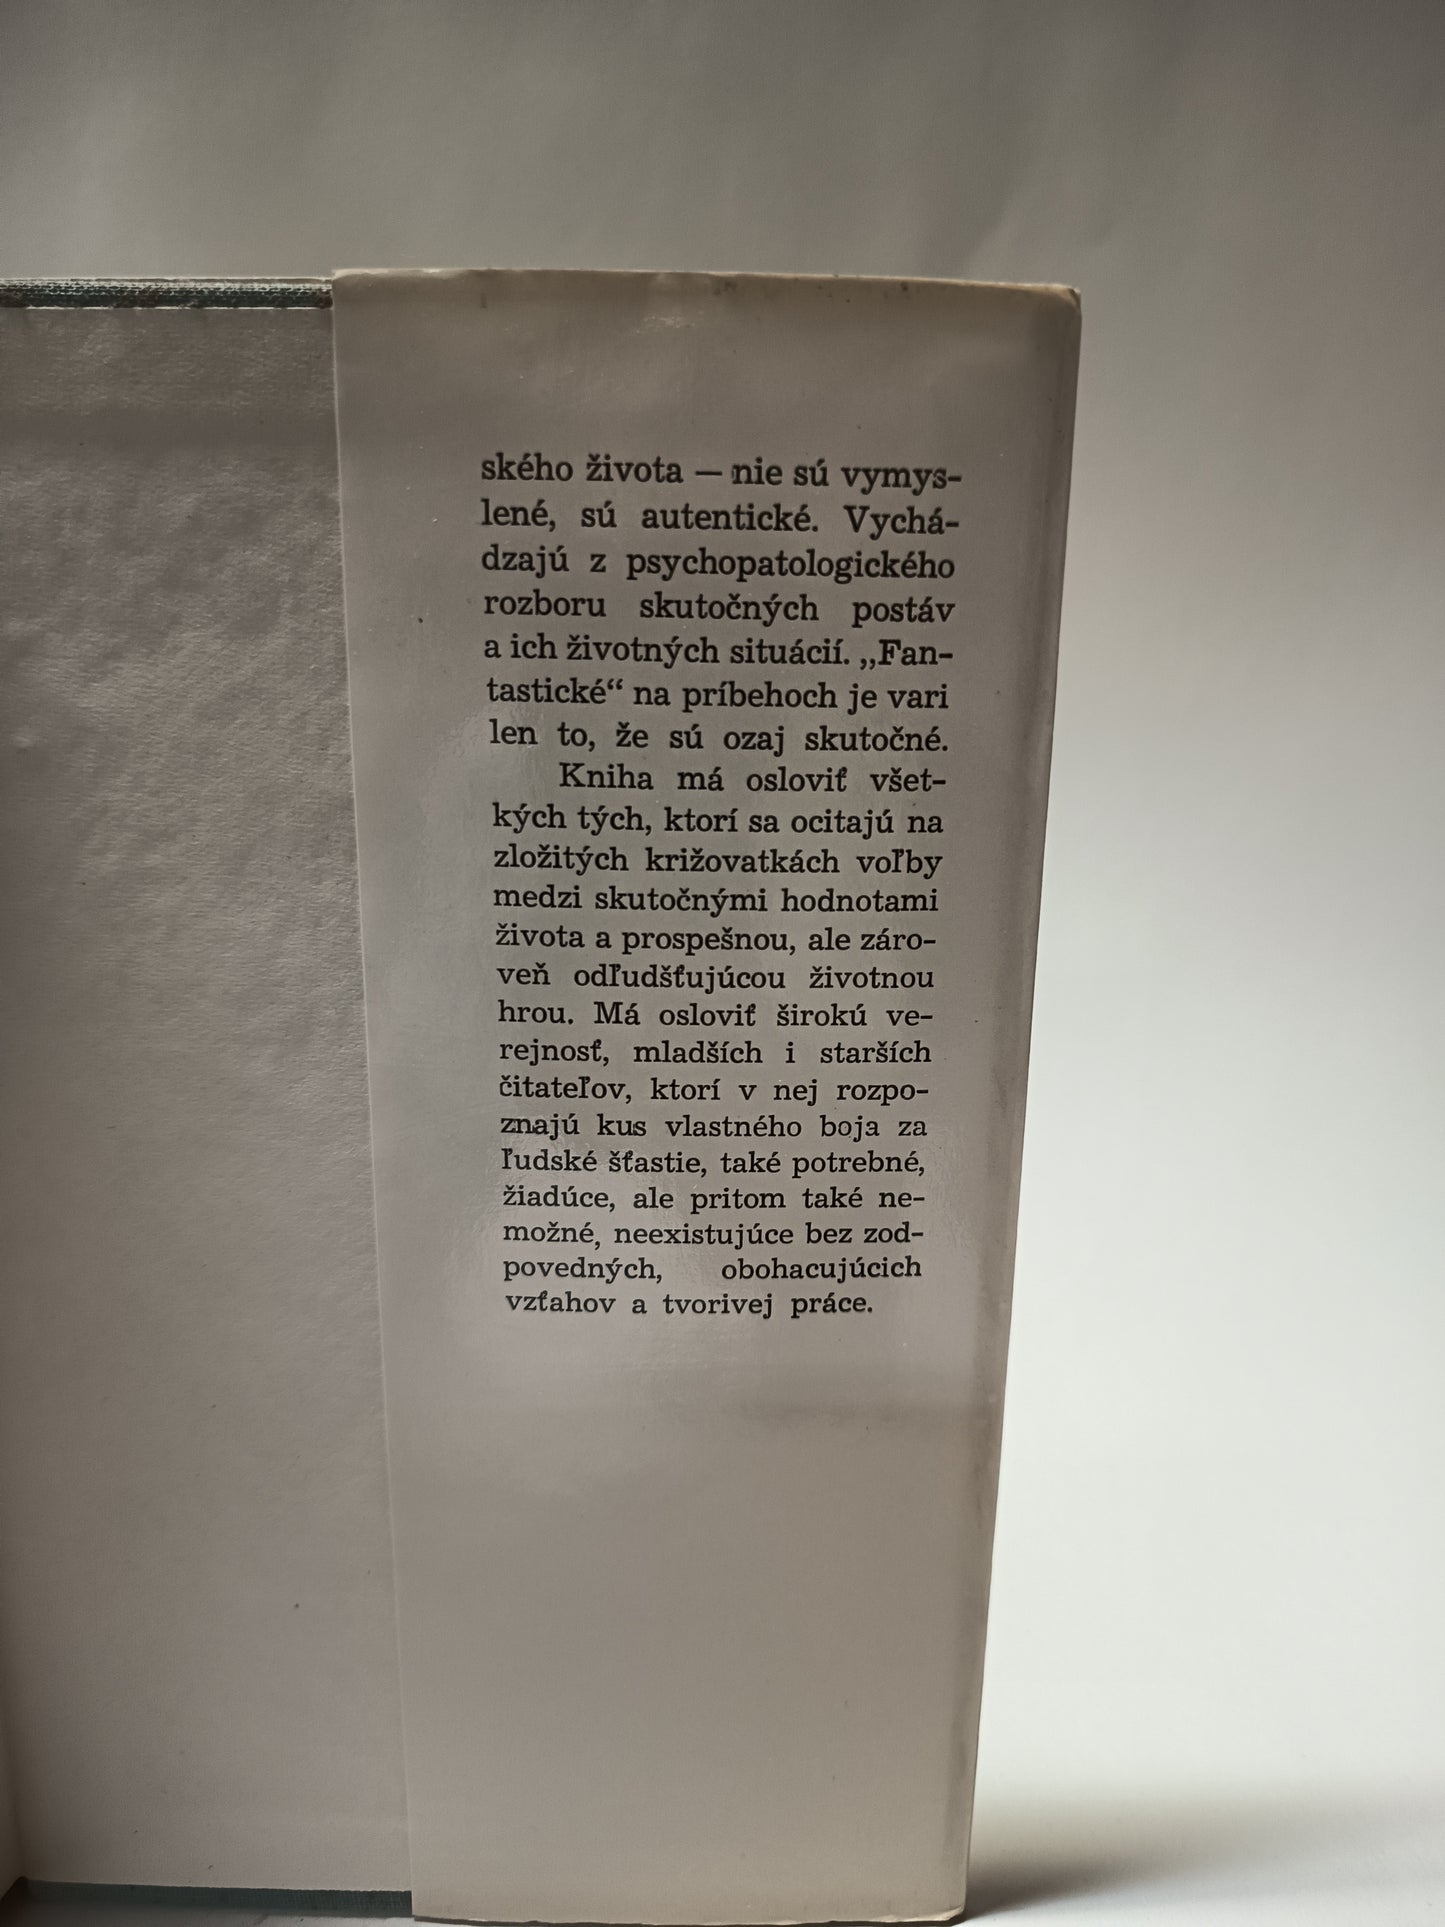 ského života — nie sú vymys-
lené, sú autentické. Vychá-
dzajú z psychopatologického
rozboru skutočných postáv
a ich životných situácií. „Fan-
tastické“ na príbehoch je vari
len to, že sú ozaj skutočné.
Kniha má osloviť všet-
kých tých, ktorí sa ocitajú na
zložitých križovatkách voľby
medzi skutočnými hodnotami
života a prospešnou, ale záro-
veň odľudšťujúcou životnou
hrou. Má osloviť širokú ve-
rejnosť, mladších i starších
čitateľov, ktorí v nej rozpo-
znajú kus vlastného boja za
ľudské šťastie, také potrebné,
žiadúce, ale pritom také ne-
možné, neexistujúce bez zod-
povedných, obohacujúcich
vzťahov a tvorivej práce.